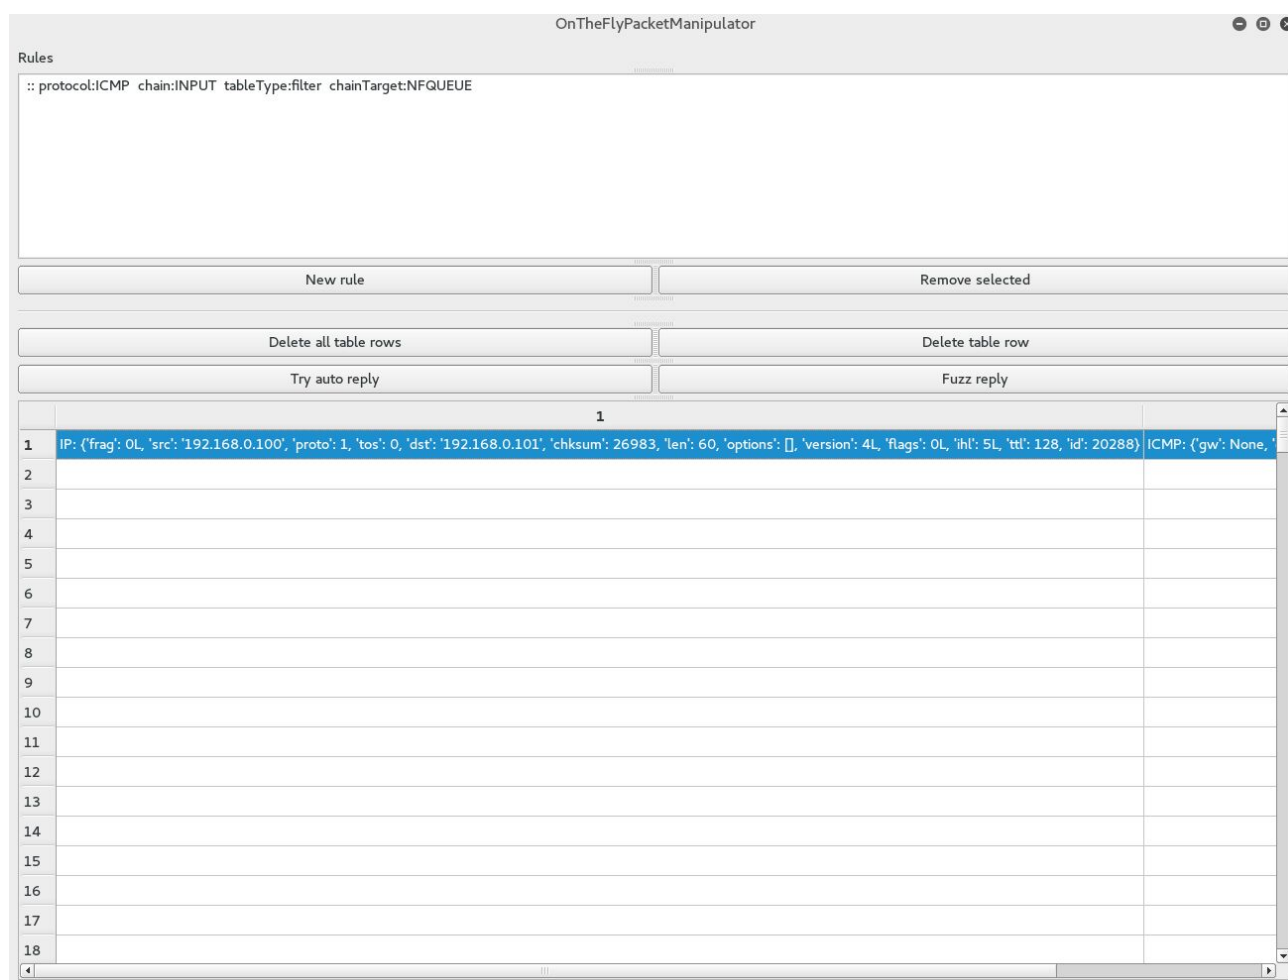 OnTheFlyPacketManipulator
Rules
:: protocol:ICMP chain:INPUT tableType:filter chainTarget:NFQUEUE
New rule Remove selected
Delete all table rows Delete table row
Try auto reply Fuzz reply
1
1 IP: {'frag': 0L, 'src': '192.168.0.100', 'proto': 1, 'tos': 0, 'dst': '192.168.0.101', 'chksum': 26983, 'len': 60, 'options': [], 'version': 4L, 'flags': 0L, 'ihl': 5L, 'ttl': 128, 'id': 20288} ICMP: {'gw': None, '
2
3
4
5
6
7
8
9
10
11
12
13
14
15
16
17
18